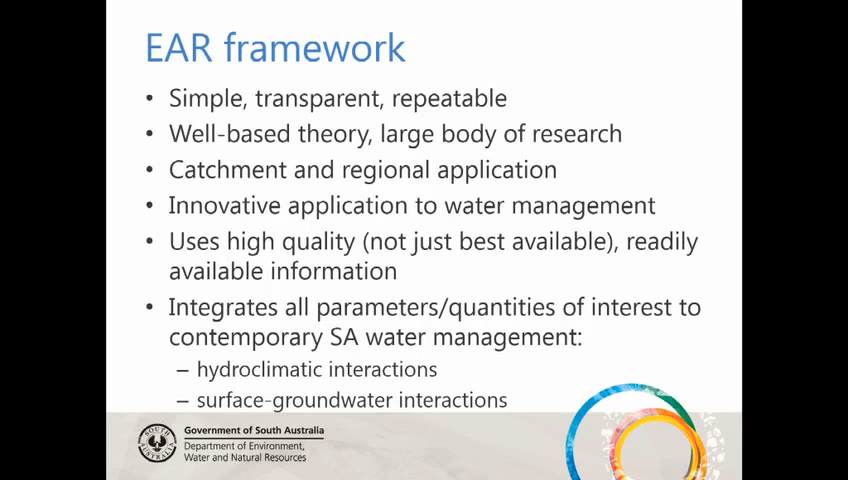 EAR framework
• Simple, transparent, repeatable
• Well-based theory, large body of research
• Catchment and regional application
• Innovative application to water management
• Uses high quality (not just best available), readily
available information
• Integrates all parameters/quantities of interest to
contemporary SA water management:
– hydroclimatic interactions
– surface-groundwater interactions
SOUTH AUSTRALIA
Government of South Australia
Department of Environment,
Water and Natural Resources